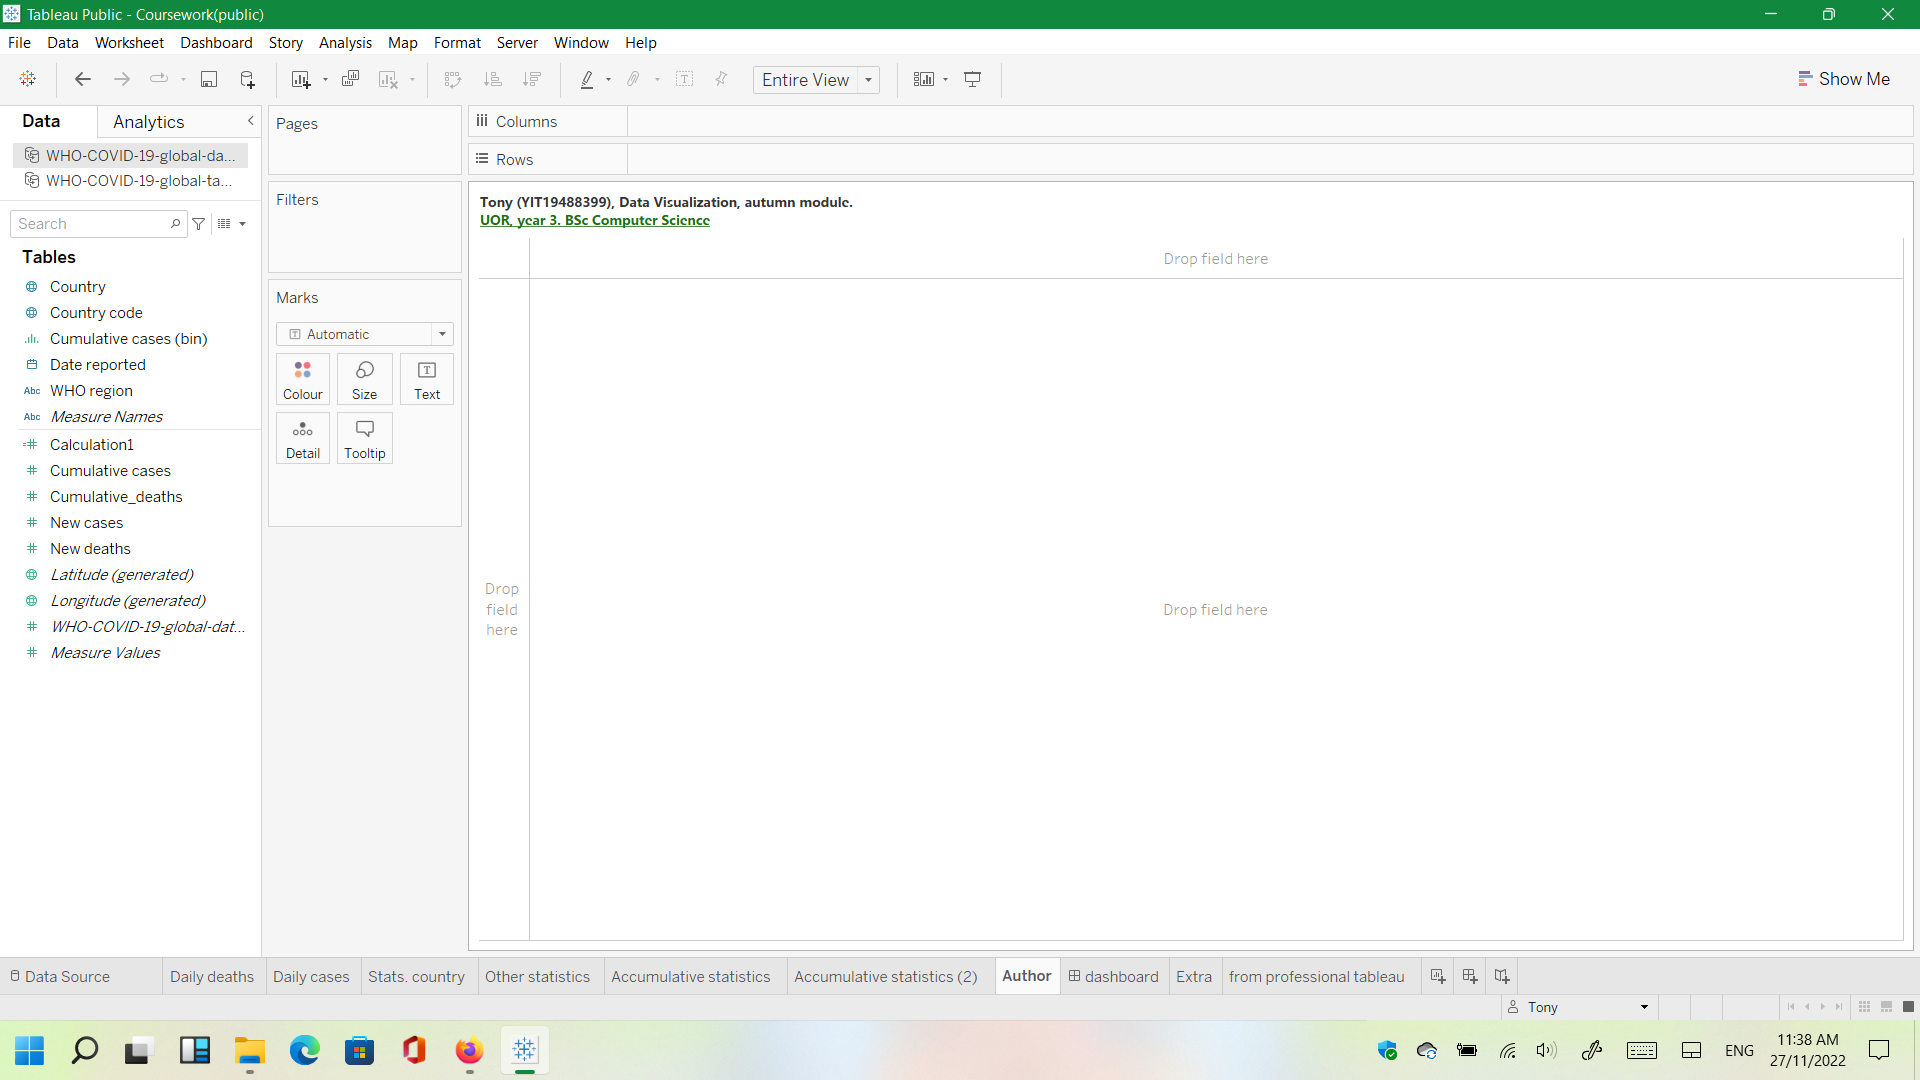 Tableau Public - Coursework(public)
File Data Worksheet Dashboard Story Analysis Map Format Server Window Help
Entire View
Show Me
Data Analytics
WHO-COVID-19-global-da...
WHO-COVID-19-global-ta...
Search
Tables
Country
Country code
Cumulative cases (bin)
Date reported
Abc WHO region
Abc Measure Names
Calculation1
Cumulative cases
Cumulative_deaths
New cases
New deaths
Latitude (generated)
Longitude (generated)
WHO-COVID-19-global-dat...
Measure Values
Pages
Filters
Marks
Automatic
Colour Size Text
Detail Tooltip
Columns
Rows
Tony (YIT19488399), Data Visualization, autumn module.
UOR, year 3. BSc Computer Science
Drop field here
Drop
field
here
Drop field here
Data Source Daily deaths Daily cases Stats. country Other statistics Accumulative statistics Accumulative statistics (2) Author dashboard Extra from professional tableau
Tony
ENG
11:38 AM
27/11/2022